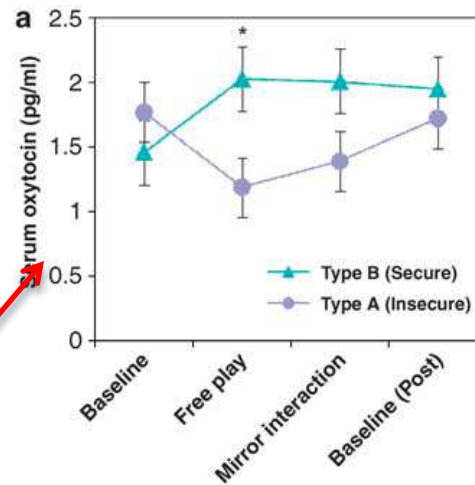 a
Serum oxytocin (pg/ml)
2.5
2
1.5
1
0.5
0
*
Type B (Secure)
Type A (Insecure)
Baseline
Free play
Mirror interaction
Baseline (Post)